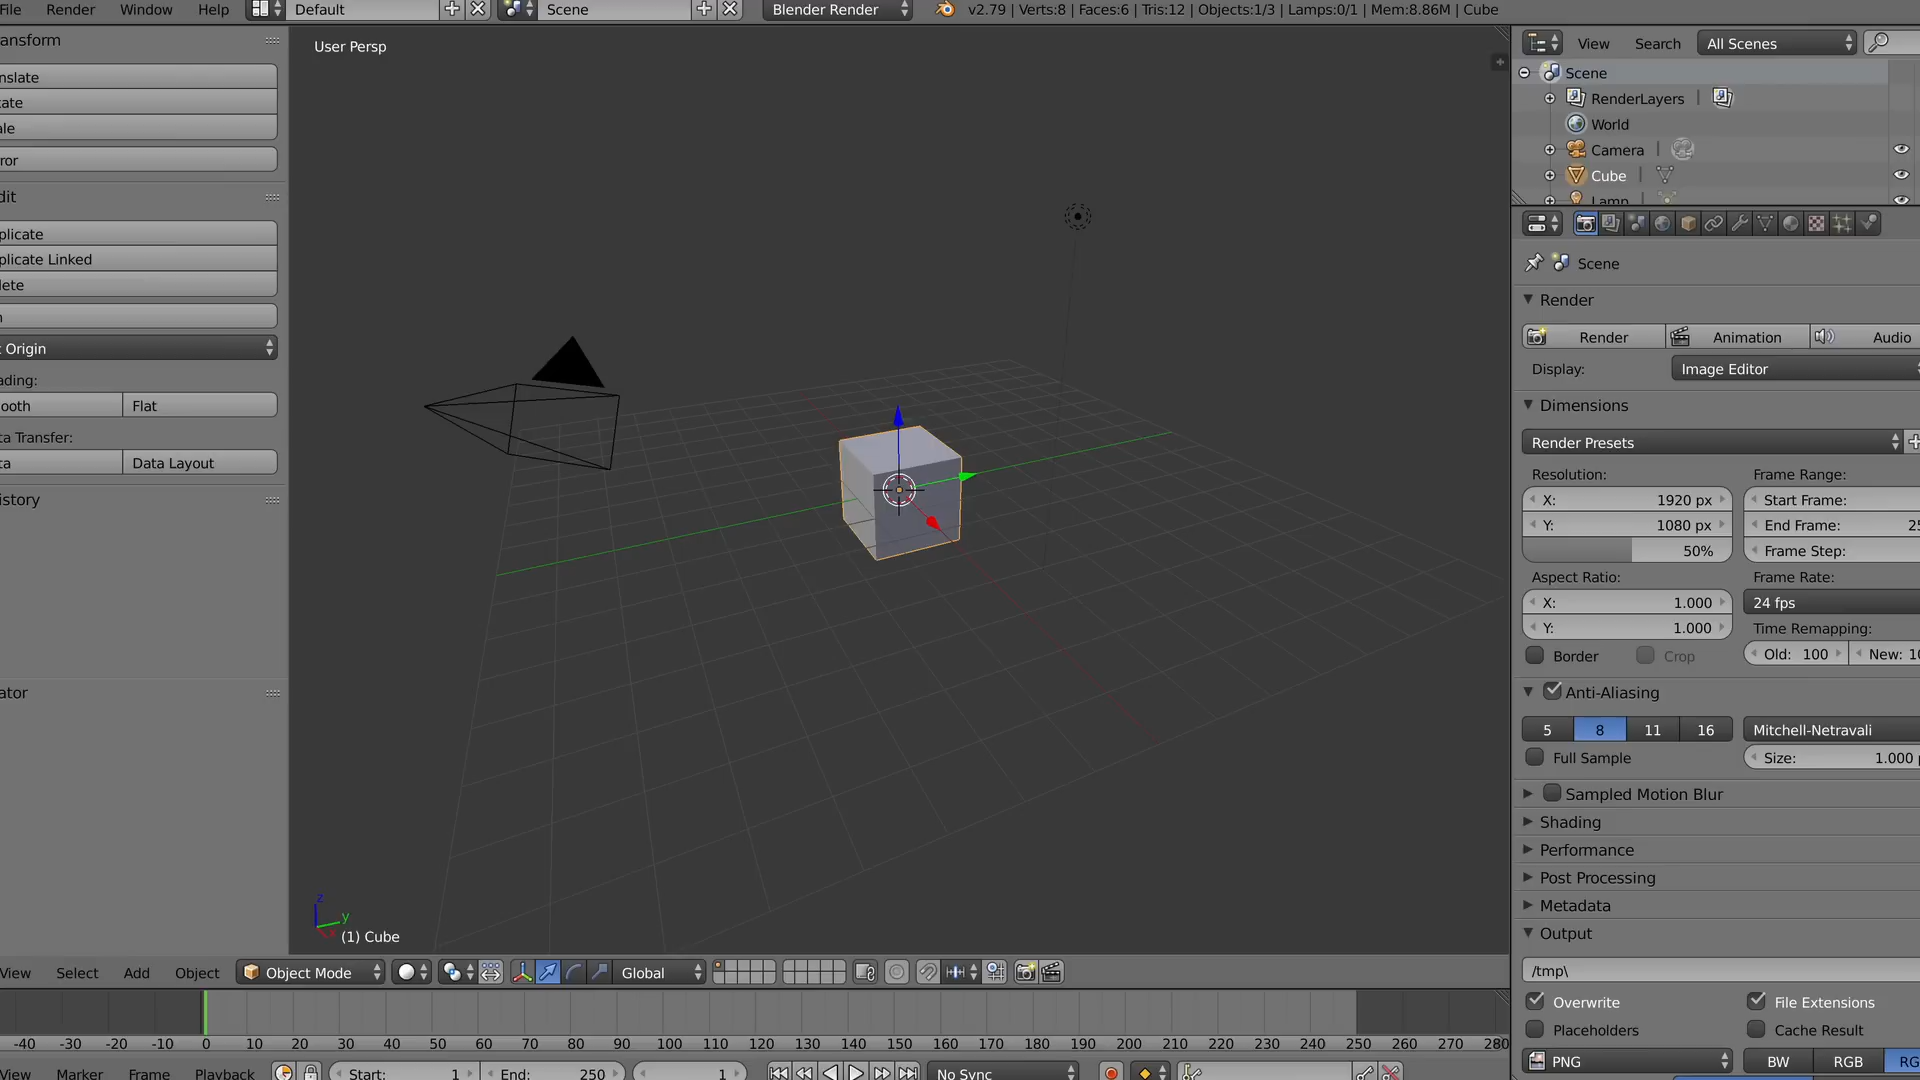 File Render Window Help Default Scene Blender Render v2.79 | Verts:8 | Faces:6 | Tris:12 | Objects:1/3 | Lamps:0/1 | Mem:8.86M | Cube
ansform
nslate
tate
ale
ror
dit
plicate
plicate Linked
lete
n
t Origin
ading:
ooth Flat
ta Transfer:
ta Data Layout
istory
ator
User Persp
z
y
(1) Cube
View Search All Scenes
Scene
RenderLayers
World
Camera
Cube
Lamp
Scene
Render
Render Animation Audio
Display: Image Editor
Dimensions
Render Presets
Resolution: Frame Range:
X: 1920 px Start Frame:
Y: 1080 px End Frame: 25
50% Frame Step:
Aspect Ratio: Frame Rate:
X: 1.000 24 fps
Y: 1.000 Time Remapping:
Border Crop Old: 100 New: 10
Anti-Aliasing
5 8 11 16 Mitchell-Netravali
Full Sample Size: 1.000 p
Sampled Motion Blur
Shading
Performance
Post Processing
Metadata
Output
/tmp\
Overwrite File Extensions
Placeholders Cache Result
PNG BW RGB RG
View Select Add Object Object Mode Global
-40 -30 -20 -10 0 10 20 30 40 50 60 70 80 90 100 110 120 130 140 150 160 170 180 190 200 210 220 230 240 250 260 270 280
View Marker Frame Playback Start: 1 End: 250 1 No Sync